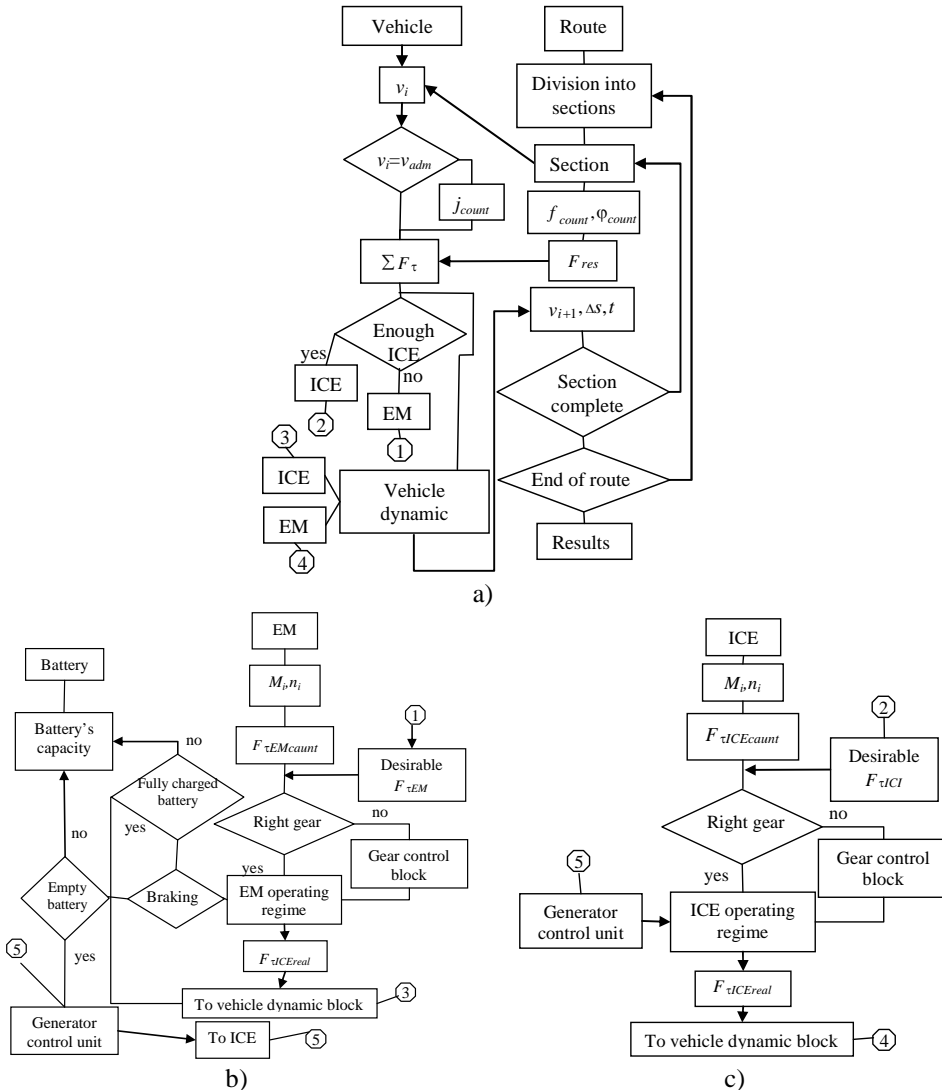 Vehicle
v_i
v_i=v_adm
j_count
∑ F_τ
Enough
ICE
yes
no
ICE
2
EM
1
3
ICE
EM
4
Vehicle
dynamic
Route
Division into
sections
Section
f_count,φ_count
F_res
v_i+1,Δs,t
Section
complete
End of route
Results
a)
Battery
Battery's
capacity
no
Fully charged
battery
yes
no
Empty
battery
Braking
yes
5
Generator
control unit
To ICE
5
EM
M_i,n_i
F_τEMcaunt
1
Desirable
F_τEM
Right gear
no
yes
Gear control
block
EM operating
regime
F_τICEreal
To vehicle dynamic block
3
b)
ICE
M_i,n_i
F_τICEcaunt
2
Desirable
F_τICI
Right gear
no
yes
Gear control
block
5
Generator
control unit
ICE operating
regime
F_τICEreal
To vehicle dynamic block
4
c)